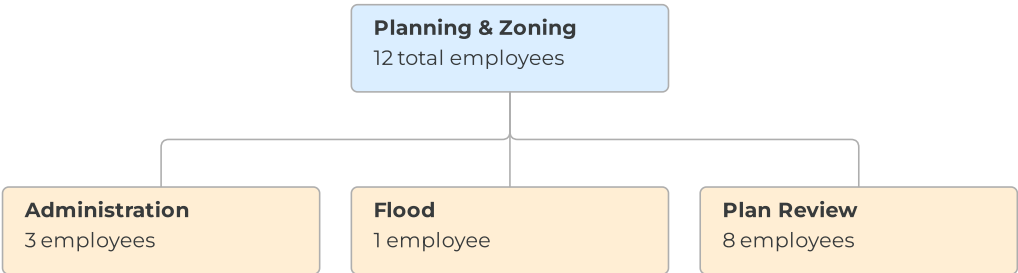 Planning & Zoning
12 total employees
Administration
3 employees
Flood
1 employee
Plan Review
8 employees